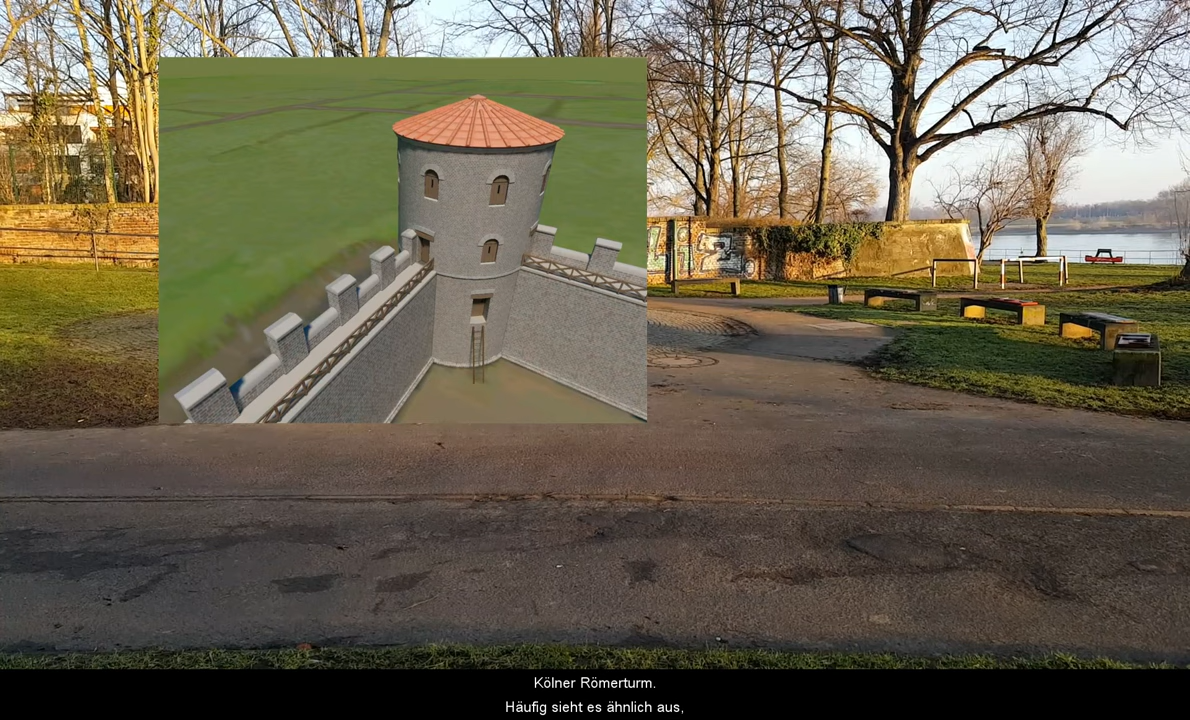 Kölner Römerturm.
Häufig sieht es ähnlich aus,